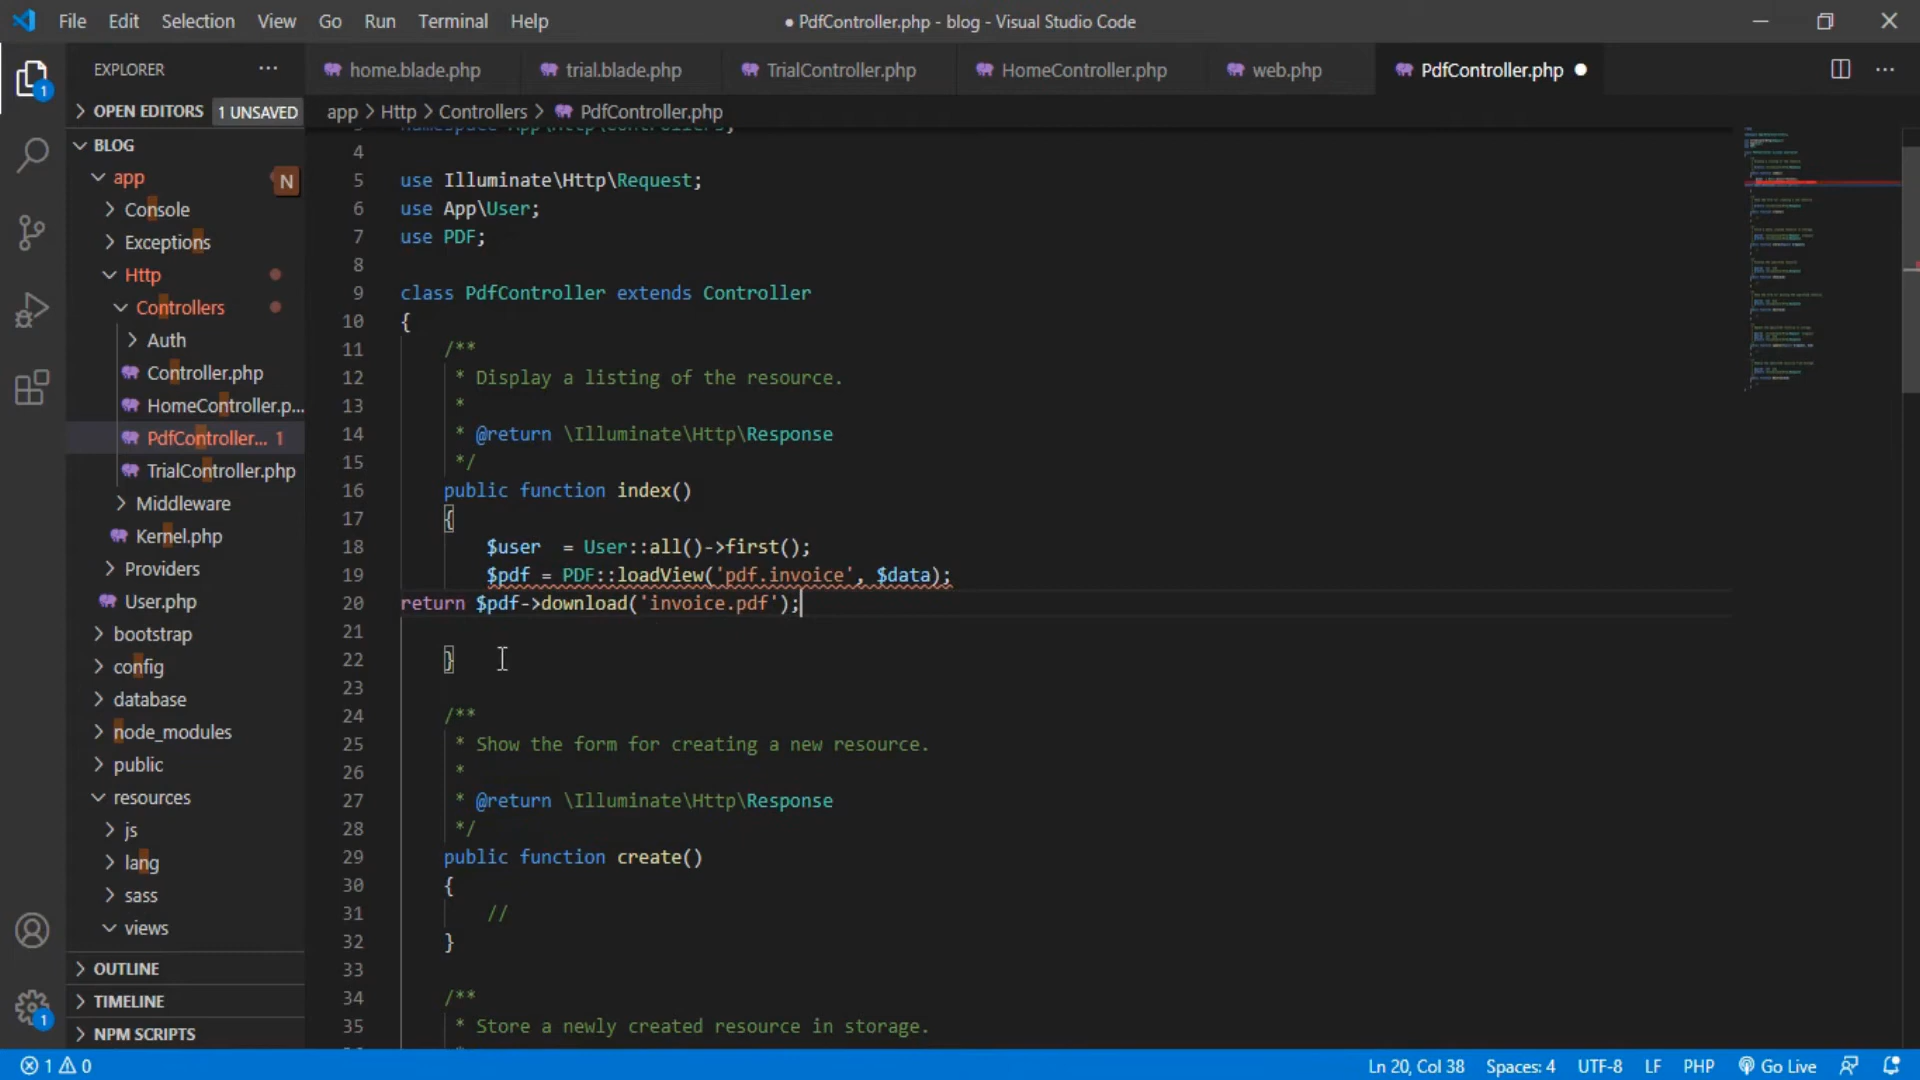 File Edit Selection View Go Run Terminal Help
● PdfController.php - blog - Visual Studio Code
EXPLORER ···
home.blade.php
trial.blade.php
TrialController.php
HomeController.php
web.php
PdfController.php ●
OPEN EDITORS 1 UNSAVED
BLOG
app N
Console
Exceptions
Http
Controllers
Auth
Controller.php
HomeController.p...
PdfController... 1
TrialController.php
Middleware
Kernel.php
Providers
User.php
bootstrap
config
database
node_modules
public
resources
js
lang
sass
views
OUTLINE
TIMELINE
NPM SCRIPTS
1
1
app > Http > Controllers > PdfController.php
namespace App\Http\Controllers;
4
5 use Illuminate\Http\Request;
6 use App\User;
7 use PDF;
8
9 class PdfController extends Controller
10 {
11 /**
12 * Display a listing of the resource.
13 *
14 * @return \Illuminate\Http\Response
15 */
16 public function index()
17 {
18 $user  = User::all()->first();
19 $pdf = PDF::loadView('pdf.invoice', $data);
20 return $pdf->download('invoice.pdf');
21
22 }
23
24 /**
25 * Show the form for creating a new resource.
26 *
27 * @return \Illuminate\Http\Response
28 */
29 public function create()
30 {
31 //
32 }
33
34 /**
35 * Store a newly created resource in storage.
1 0
Ln 20, Col 38 Spaces: 4 UTF-8 LF PHP Go Live